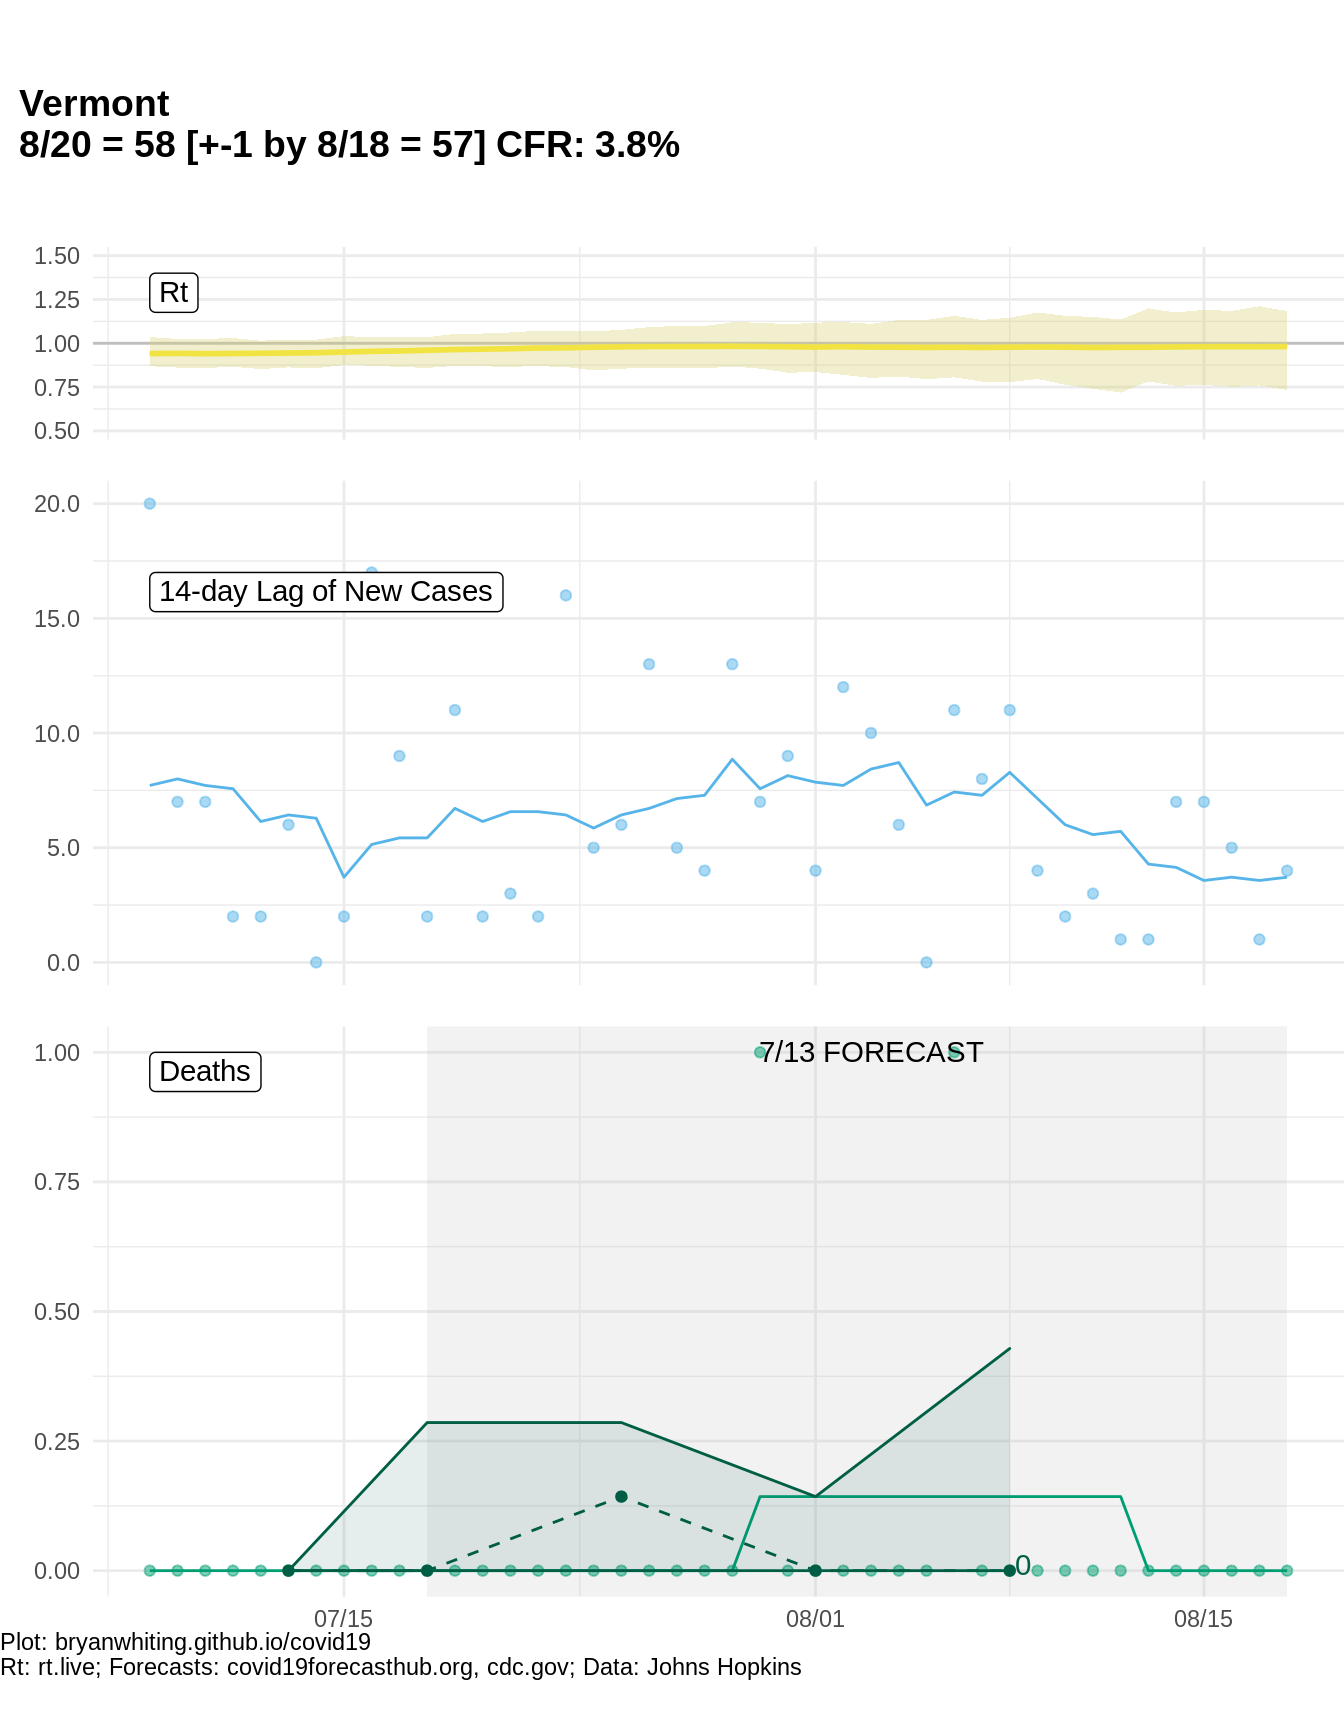 Vermont
8/20 = 58 [+-1 by 8/18 = 57] CFR: 3.8%
1.50
Rt
1.25
1.00
0.75
0.50
20.0
14-day Lag of New Cases
15.0
10.0
5.0
0.0
1.00
7/13 FORECAST
Deaths
0.75
0.50
0.25
0.00
0
07/15
08/01
08/15
Plot: bryanwhiting.github.io/covid19
Rt: rt.live; Forecasts: covid19forecasthub.org, cdc.gov; Data: Johns Hopkins